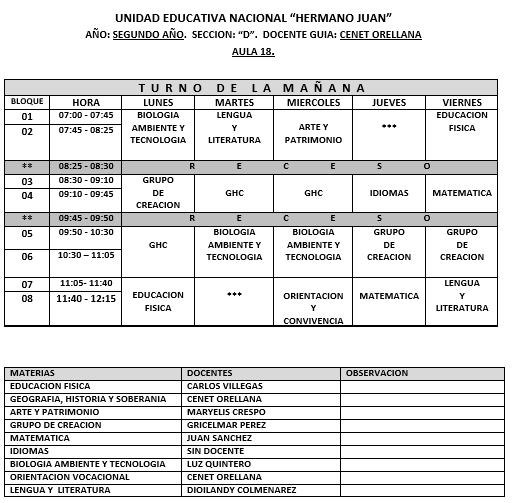 UNIDAD EDUCATIVA NACIONAL “HERMANO JUAN”
AÑO: SEGUNDO AÑO. SECCION: “D”. DOCENTE GUIA: CENET ORELLANA
AULA 18.
TURNO DE LA MAÑANA
BLOQUE HORA LUNES MARTES MIERCOLES JUEVES VIERNES
01 07:00 - 07:45 BIOLOGIA AMBIENTE Y TECNOLOGIA LENGUA Y LITERATURA ARTE Y PATRIMONIO *** EDUCACION FISICA
02 07:45 - 08:25
** 08:25 - 08:30 R E C E S O
03 08:30 - 09:10 GRUPO DE CREACION GHC GHC IDIOMAS MATEMATICA
04 09:10 - 09:45
** 09:45 - 09:50 R E C E S O
05 09:50 - 10:30 GHC BIOLOGIA AMBIENTE Y TECNOLOGIA BIOLOGIA AMBIENTE Y TECNOLOGIA GRUPO DE CREACION GRUPO DE CREACION
06 10:30 – 11:05
07 11:05- 11:40 EDUCACION FISICA *** ORIENTACION Y CONVIVENCIA MATEMATICA LENGUA Y LITERATURA
08 11:40 - 12:15
MATERIAS DOCENTES OBSERVACION
EDUCACION FISICA CARLOS VILLEGAS
GEOGRAFIA, HISTORIA Y SOBERANIA CENET ORELLANA
ARTE Y PATRIMONIO MARYELIS CRESPO
GRUPO DE CREACION GRICELMAR PEREZ
MATEMATICA JUAN SANCHEZ
IDIOMAS SIN DOCENTE
BIOLOGIA AMBIENTE Y TECNOLOGIA LUZ QUINTERO
ORIENTACION VOCACIONAL CENET ORELLANA
LENGUA Y LITERATURA DIOILANDY COLMENAREZ